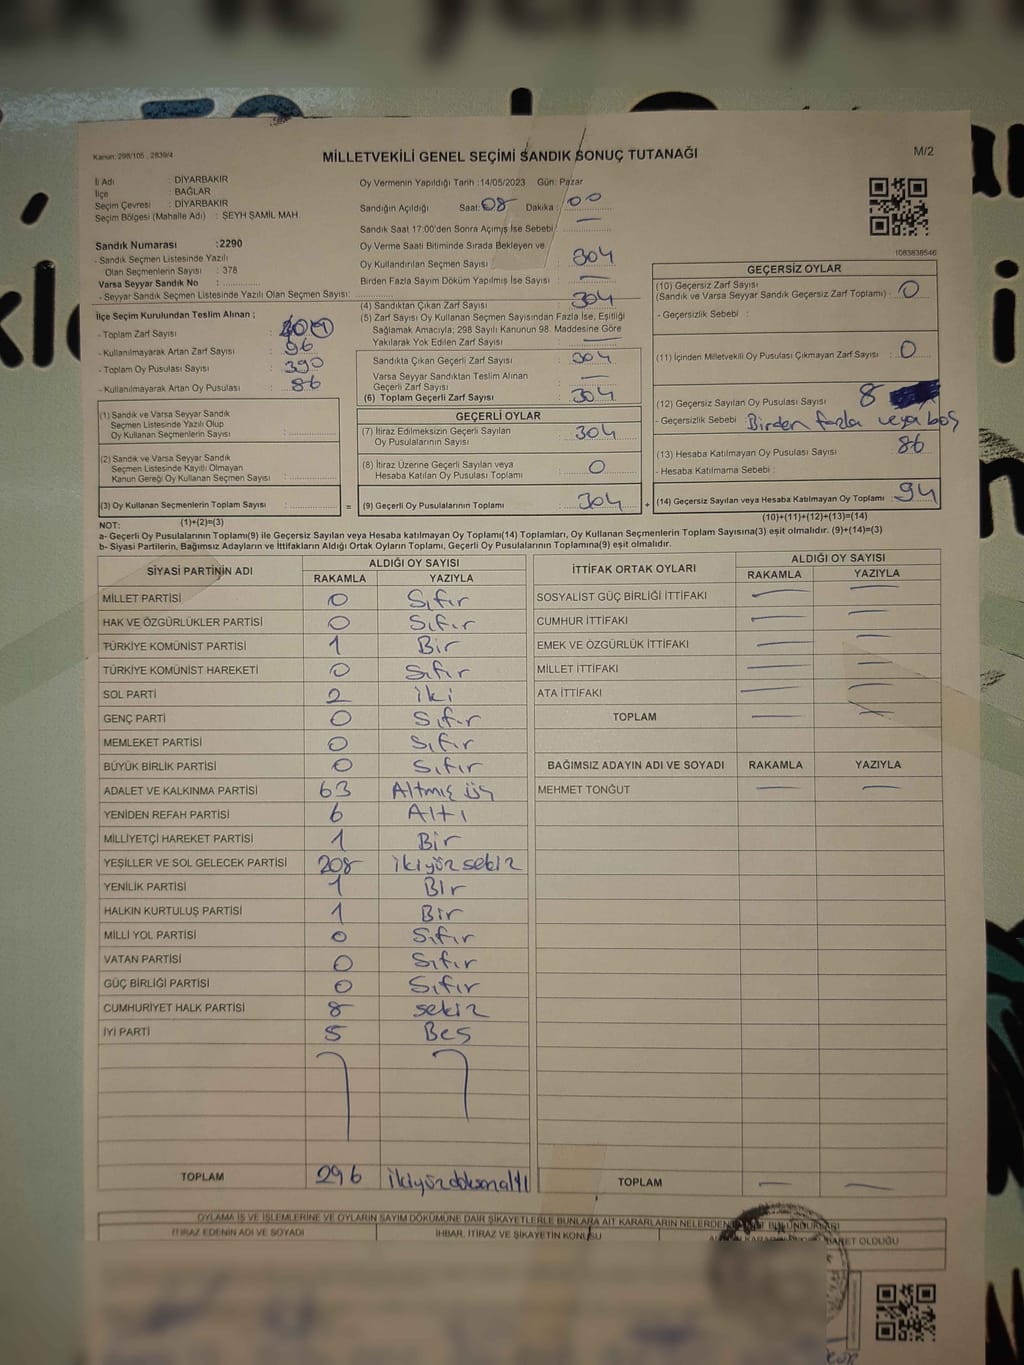 Kanun: 298/105 , 2839/4
MİLLETVEKİLİ GENEL SEÇİMİ SANDIK SONUÇ TUTANAĞI
M/2
İl Adı : DİYARBAKIR
İlçe : BAĞLAR
Seçim Çevresi : DİYARBAKIR
Seçim Bölgesi (Mahalle Adı) : ŞEYH ŞAMİL MAH.
Sandık Numarası :2290
- Sandık Seçmen Listesinde Yazılı
Olan Seçmenlerin Sayısı : 378
Varsa Seyyar Sandık No :
- Seyyar Sandık Seçmen Listesinde Yazılı Olan Seçmen Sayısı:
İlçe Seçim Kurulundan Teslim Alınan ;
- Toplam Zarf Sayısı : 400
- Kullanılmayarak Artan Zarf Sayısı : 96
- Toplam Oy Pusulası Sayısı : 390
- Kullanılmayarak Artan Oy Pusulası : 86
Oy Vermenin Yapıldığı Tarih :14/05/2023 Gün: Pazar
Sandığın Açıldığı Saat: 08 Dakika : 00
Sandık Saat 17:00'den Sonra Açımış İse Sebebi: —
Oy Verme Saati Bitiminde Sırada Bekleyen ve
Oy Kullandırılan Seçmen Sayısı : 304
Birden Fazla Sayım Döküm Yapılmış İse Sayısı : —
(4) Sandıktan Çıkan Zarf Sayısı : 304
(5) Zarf Sayısı Oy Kullanan Seçmen Sayısından Fazla İse, Eşitliği
Sağlamak Amacıyla; 298 Sayılı Kanunun 98. Maddesine Göre
Yakılarak Yok Edilen Zarf Sayısı : —
Sandıkta Çıkan Geçerli Zarf Sayısı : 304
Varsa Seyyar Sandıktan Teslim Alınan
Geçerli Zarf Sayısı : —
(6) Toplam Geçerli Zarf Sayısı : 304
1083838546
GEÇERSİZ OYLAR
(10) Geçersiz Zarf Sayısı
(Sandık ve Varsa Seyyar Sandık Geçersiz Zarf Toplamı) : 0
- Geçersizlik Sebebi :
(11) İçinden Milletvekili Oy Pusulası Çıkmayan Zarf Sayısı : 0
(12) Geçersiz Sayılan Oy Pusulası Sayısı : 8
- Geçersizlik Sebebi : Birden fazla veya boş
(13) Hesaba Katılmayan Oy Pusulası Sayısı : 86
- Hesaba Katılmama Sebebi :
(14) Geçersiz Sayılan veya Hesaba Katılmayan Oy Toplamı : 94
(10)+(11)+(12)+(13)=(14)
(1) Sandık ve Varsa Seyyar Sandık
Seçmen Listesinde Yazılı Olup
Oy Kullanan Seçmenlerin Sayısı :
(2) Sandık ve Varsa Seyyar Sandık
Seçmen Listesinde Kayıtlı Olmayan
Kanun Gereği Oy Kullanan Seçmen Sayısı :
(3) Oy Kullanan Seçmenlerin Toplam Sayısı :
(1)+(2)=(3)
GEÇERLİ OYLAR
(7) İtiraz Edilmeksizin Geçerli Sayılan
Oy Pusulalarının Sayısı : 304
(8) İtiraz Üzerine Geçerli Sayılan veya
Hesaba Katılan Oy Pusulası Toplamı : 0
= (9) Geçerli Oy Pusulalarının Toplamı : 304 +
NOT:
a- Geçerli Oy Pusulalarının Toplamı(9) ile Geçersiz Sayılan veya Hesaba katılmayan Oy Toplamı(14) Toplamları, Oy Kullanan Seçmenlerin Toplam Sayısına(3) eşit olmalıdır. (9)+(14)=(3)
b- Siyasi Partilerin, Bağımsız Adayların ve İttifakların Aldığı Ortak Oyların Toplamı, Geçerli Oy Pusulalarının Toplamına(9) eşit olmalıdır.
SİYASİ PARTİNİN ADI ALDIĞI OY SAYISI
RAKAMLA YAZIYLA
MİLLET PARTİSİ 0 Sıfır
HAK VE ÖZGÜRLÜKLER PARTİSİ 0 Sıfır
TÜRKİYE KOMÜNİST PARTİSİ 1 Bir
TÜRKİYE KOMÜNİST HAREKETİ 0 Sıfır
SOL PARTİ 2 iki
GENÇ PARTİ 0 Sıfır
MEMLEKET PARTİSİ 0 Sıfır
BÜYÜK BİRLİK PARTİSİ 0 Sıfır
ADALET VE KALKINMA PARTİSİ 63 Altmış üç
YENİDEN REFAH PARTİSİ 6 Altı
MİLLİYETÇİ HAREKET PARTİSİ 1 Bir
YEŞİLLER VE SOL GELECEK PARTİSİ 208 ikiyüz sekiz
YENİLİK PARTİSİ 1 Bir
HALKIN KURTULUŞ PARTİSİ 1 Bir
MİLLİ YOL PARTİSİ 0 Sıfır
VATAN PARTİSİ 0 Sıfır
GÜÇ BİRLİĞİ PARTİSİ 0 Sıfır
CUMHURİYET HALK PARTİSİ 8 sekiz
İYİ PARTİ 5 Beş
TOPLAM 296 ikiyüzdoksanaltı
İTTİFAK ORTAK OYLARI ALDIĞI OY SAYISI
RAKAMLA YAZIYLA
SOSYALİST GÜÇ BİRLİĞİ İTTİFAKI — —
CUMHUR İTTİFAKI — —
EMEK VE ÖZGÜRLÜK İTTİFAKI — —
MİLLET İTTİFAKI — —
ATA İTTİFAKI — —
TOPLAM — —
BAĞIMSIZ ADAYIN ADI VE SOYADI RAKAMLA YAZIYLA
MEHMET TONĞUT — —
TOPLAM — —
OYLAMA İŞ VE İŞLEMLERİNE VE OYLARIN SAYIM DÖKÜMÜNE DAİR ŞİKAYETLERLE BUNLARA AİT KARARLARIN NELERDEN
İTİRAZ EDENİN ADI VE SOYADI İHBAR, İTİRAZ VE ŞİKAYETİN KONUSU OLDUĞU